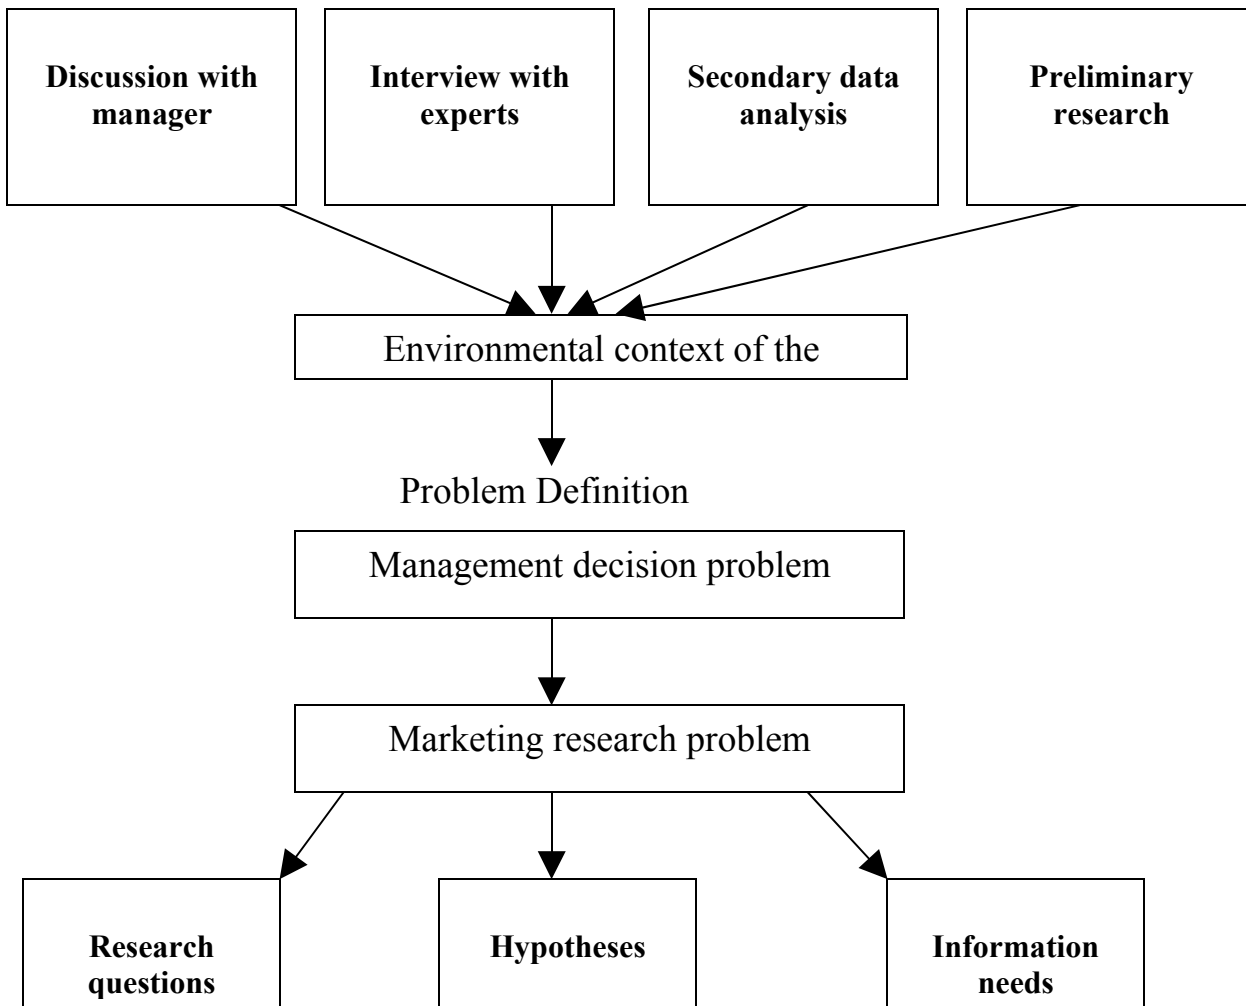 Discussion with
manager
Interview with
experts
Secondary data
analysis
Preliminary
research
Environmental context of the
Problem Definition
Management decision problem
Marketing research problem
Research
questions
Hypotheses
Information
needs